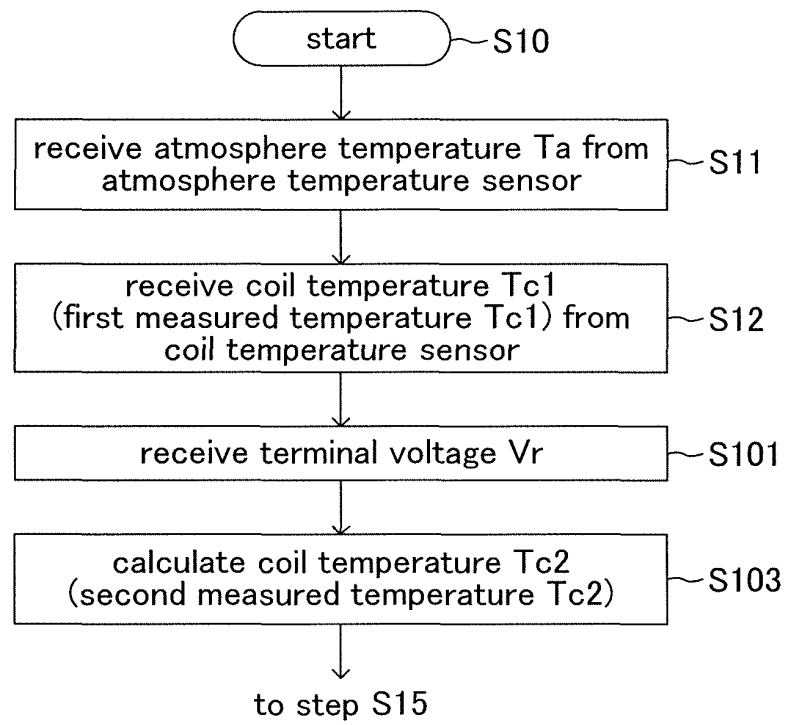 start
S10
receive atmosphere temperature Ta from
atmosphere temperature sensor
S11
receive coil temperature Tc1
(first measured temperature Tc1) from
coil temperature sensor
S12
receive terminal voltage Vr
S101
calculate coil temperature Tc2
(second measured temperature Tc2)
S103
to step S15